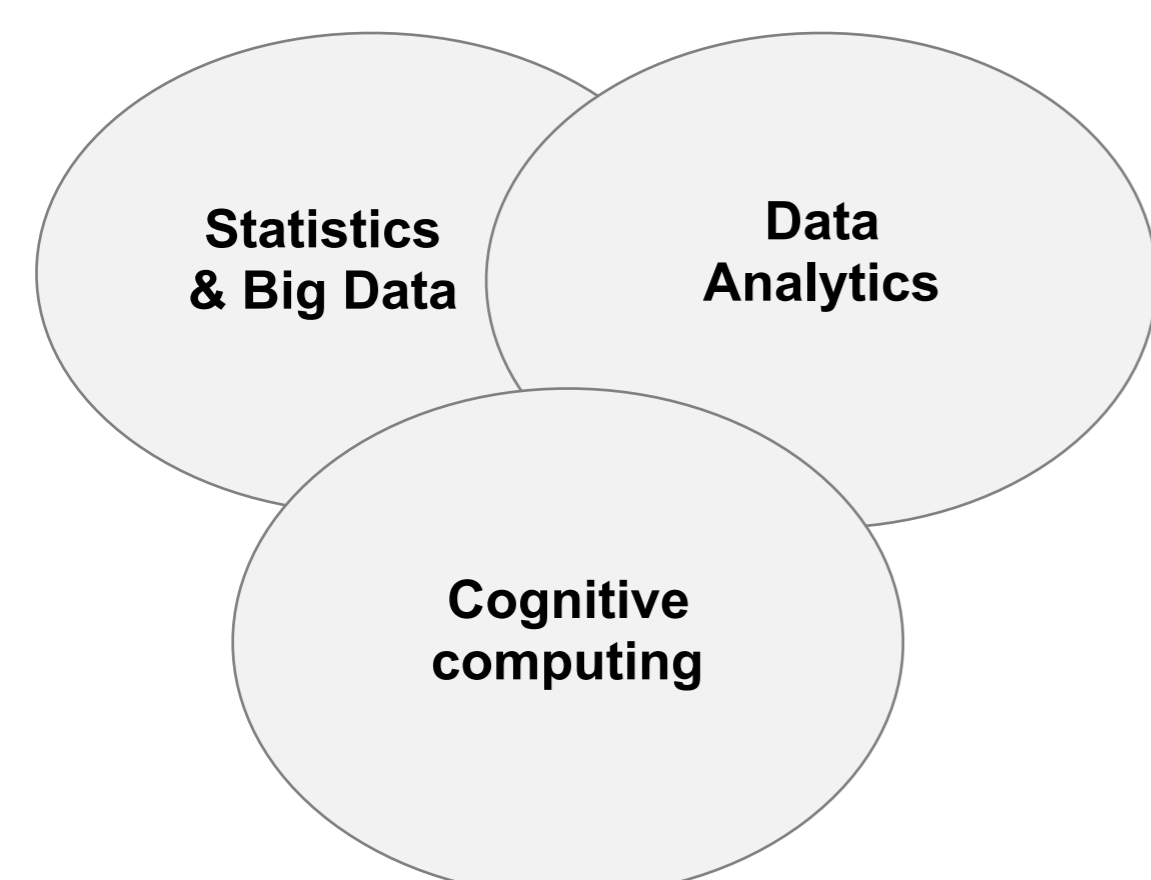 Statistics
& Big Data
Data
Analytics
Cognitive
computing